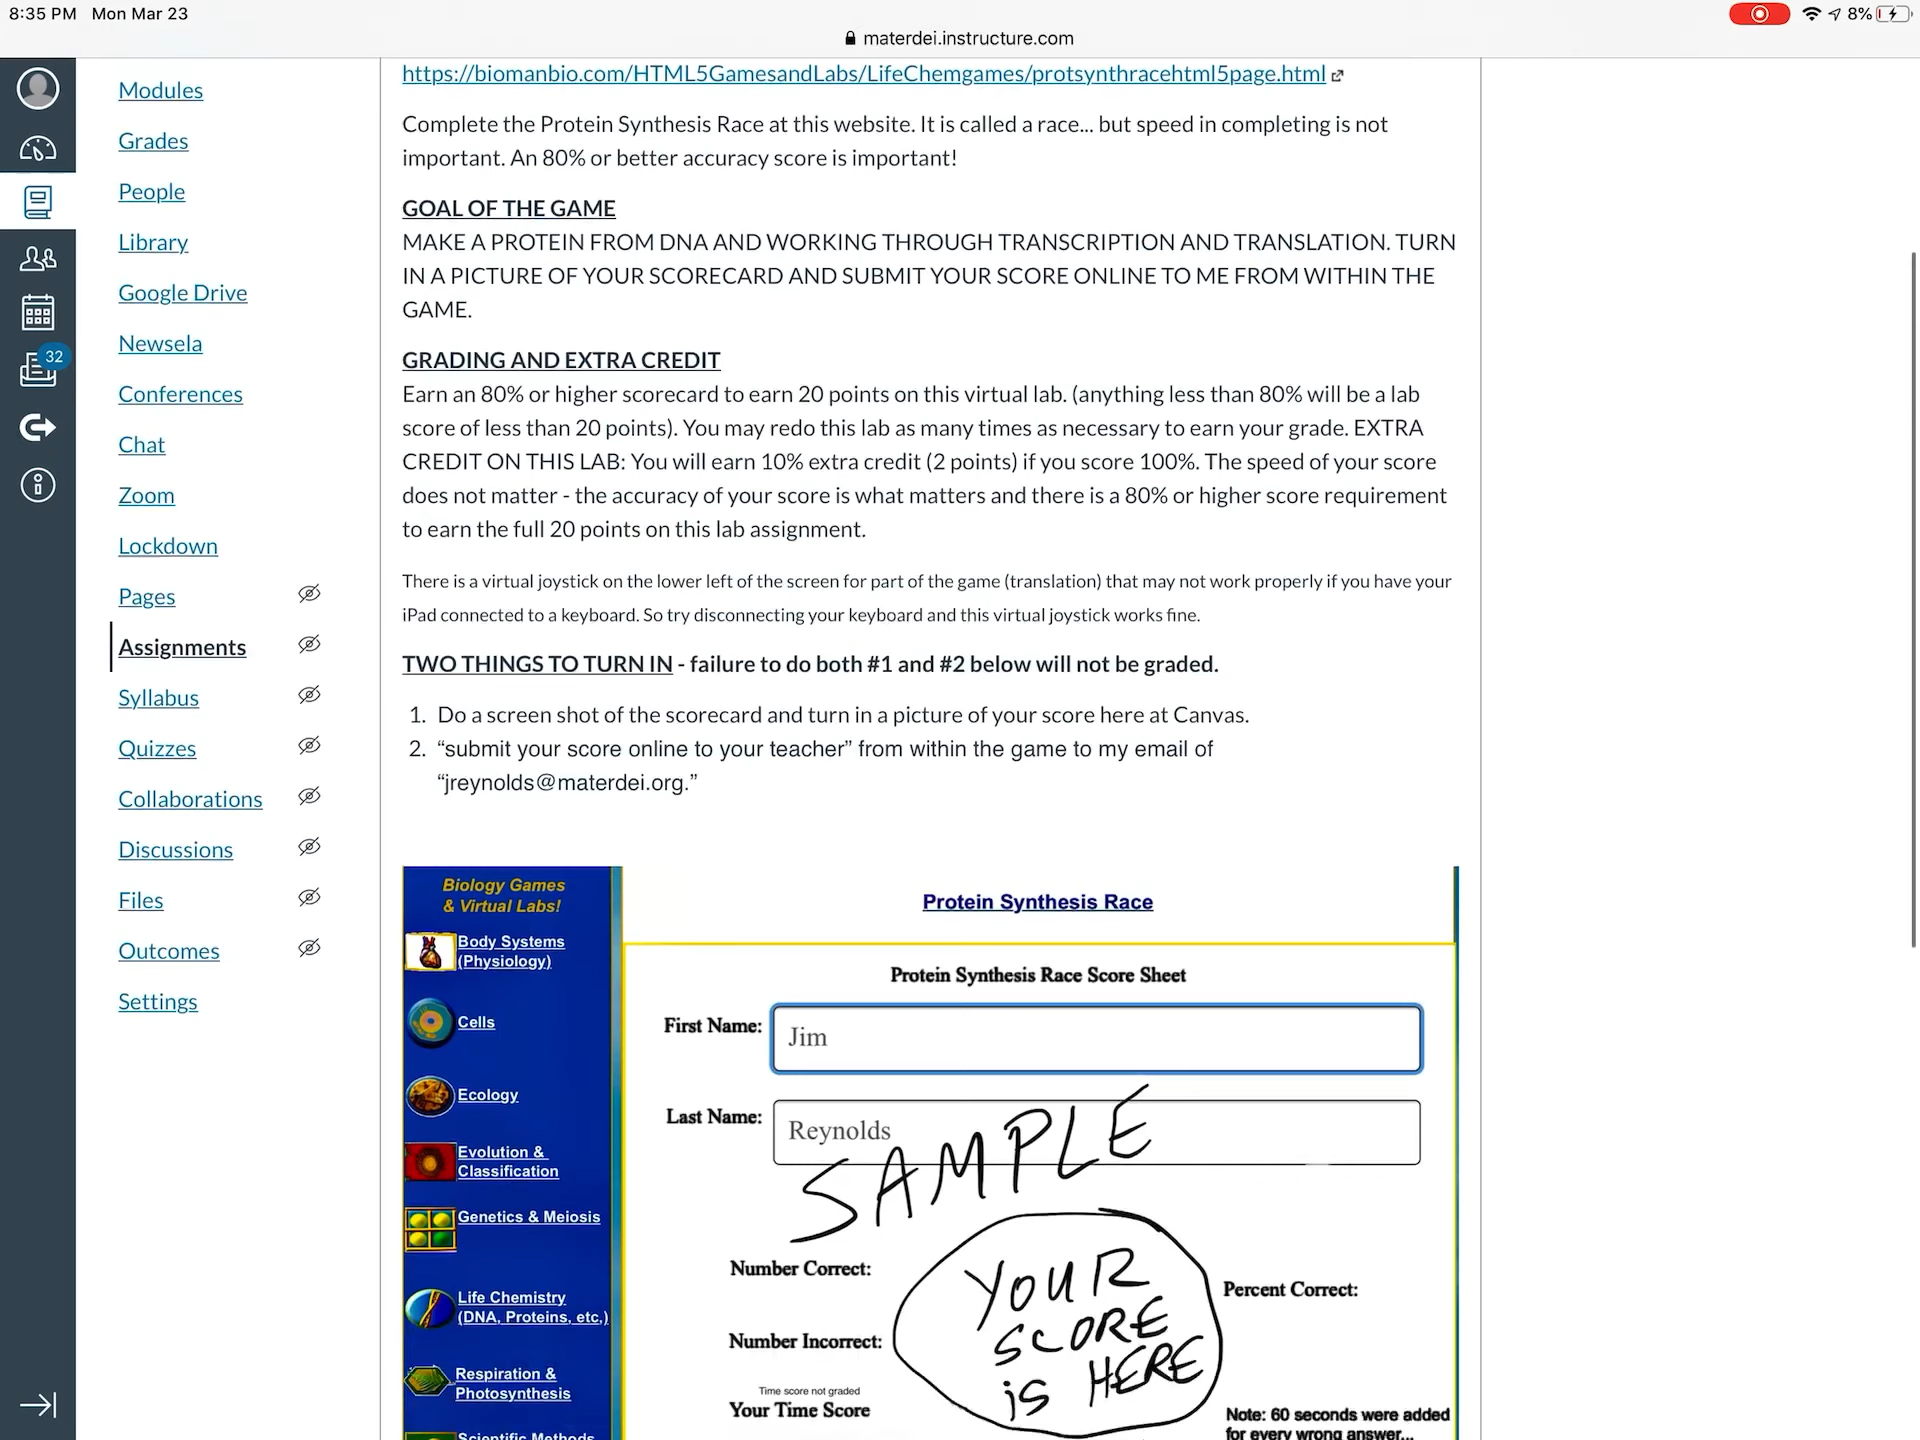 8:35 PM Mon Mar 23
8%
materdei.instructure.com
32
Modules
Grades
People
Library
Google Drive
Newsela
Conferences
Chat
Zoom
Lockdown
Pages
Assignments
Syllabus
Quizzes
Collaborations
Discussions
Files
Outcomes
Settings
https://biomanbio.com/HTML5GamesandLabs/LifeChemgames/protsynthracehtml5page.html
Complete the Protein Synthesis Race at this website. It is called a race... but speed in completing is not
important. An 80% or better accuracy score is important!
GOAL OF THE GAME
MAKE A PROTEIN FROM DNA AND WORKING THROUGH TRANSCRIPTION AND TRANSLATION. TURN
IN A PICTURE OF YOUR SCORECARD AND SUBMIT YOUR SCORE ONLINE TO ME FROM WITHIN THE
GAME.
GRADING AND EXTRA CREDIT
Earn an 80% or higher scorecard to earn 20 points on this virtual lab. (anything less than 80% will be a lab
score of less than 20 points). You may redo this lab as many times as necessary to earn your grade. EXTRA
CREDIT ON THIS LAB: You will earn 10% extra credit (2 points) if you score 100%. The speed of your score
does not matter - the accuracy of your score is what matters and there is a 80% or higher score requirement
to earn the full 20 points on this lab assignment.
There is a virtual joystick on the lower left of the screen for part of the game (translation) that may not work properly if you have your
iPad connected to a keyboard. So try disconnecting your keyboard and this virtual joystick works fine.
TWO THINGS TO TURN IN - failure to do both #1 and #2 below will not be graded.
1. Do a screen shot of the scorecard and turn in a picture of your score here at Canvas.
2. “submit your score online to your teacher” from within the game to my email of
“jreynolds@materdei.org.”
Biology Games
& Virtual Labs!
Body Systems
(Physiology)
Cells
Ecology
Evolution &
Classification
Genetics & Meiosis
Life Chemistry
(DNA, Proteins, etc.)
Respiration &
Photosynthesis
Scientific Methods
Protein Synthesis Race
Protein Synthesis Race Score Sheet
First Name: Jim
Last Name: Reynolds
SAMPLE
Number Correct:
YOUR
SCORE
iS HERE
Percent Correct:
Number Incorrect:
Time score not graded
Your Time Score
Note: 60 seconds were added
for every wrong answer...